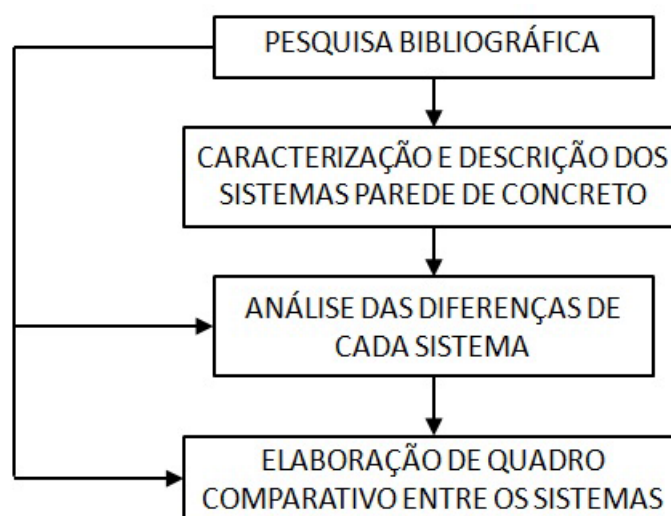 PESQUISA BIBLIOGRÁFICA
CARACTERIZAÇÃO E DESCRIÇÃO DOS
SISTEMAS PAREDE DE CONCRETO
ANÁLISE DAS DIFERENÇAS DE
CADA SISTEMA
ELABORAÇÃO DE QUADRO
COMPARATIVO ENTRE OS SISTEMAS